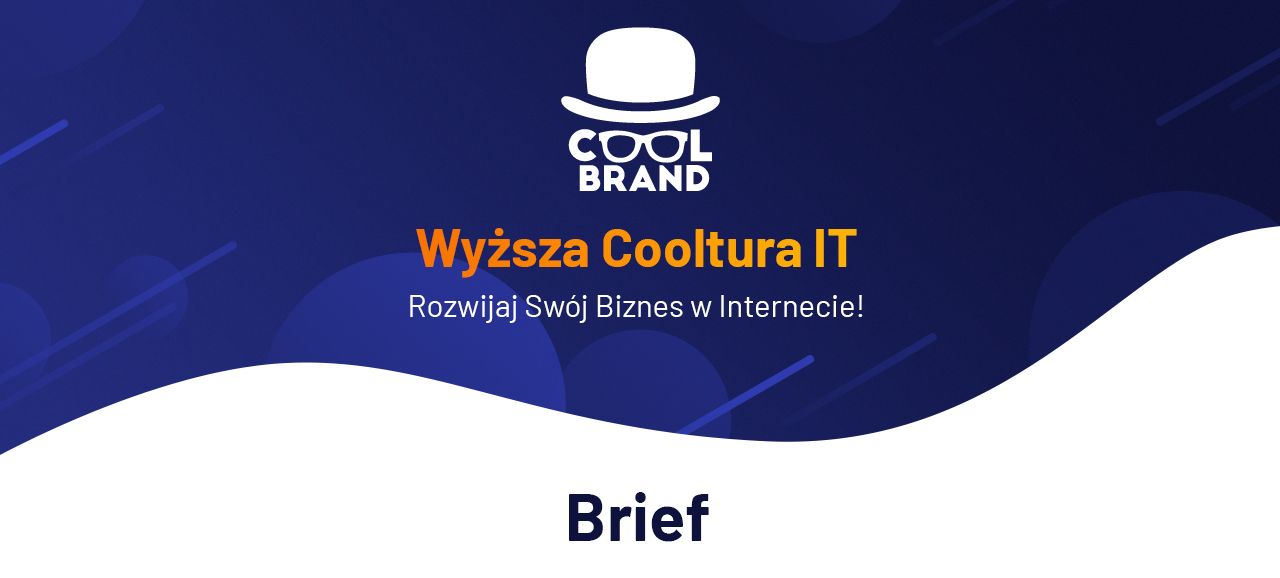 COOL
BRAND
Wyższa Cooltura IT
Rozwijaj Swój Biznes w Internecie!
Brief